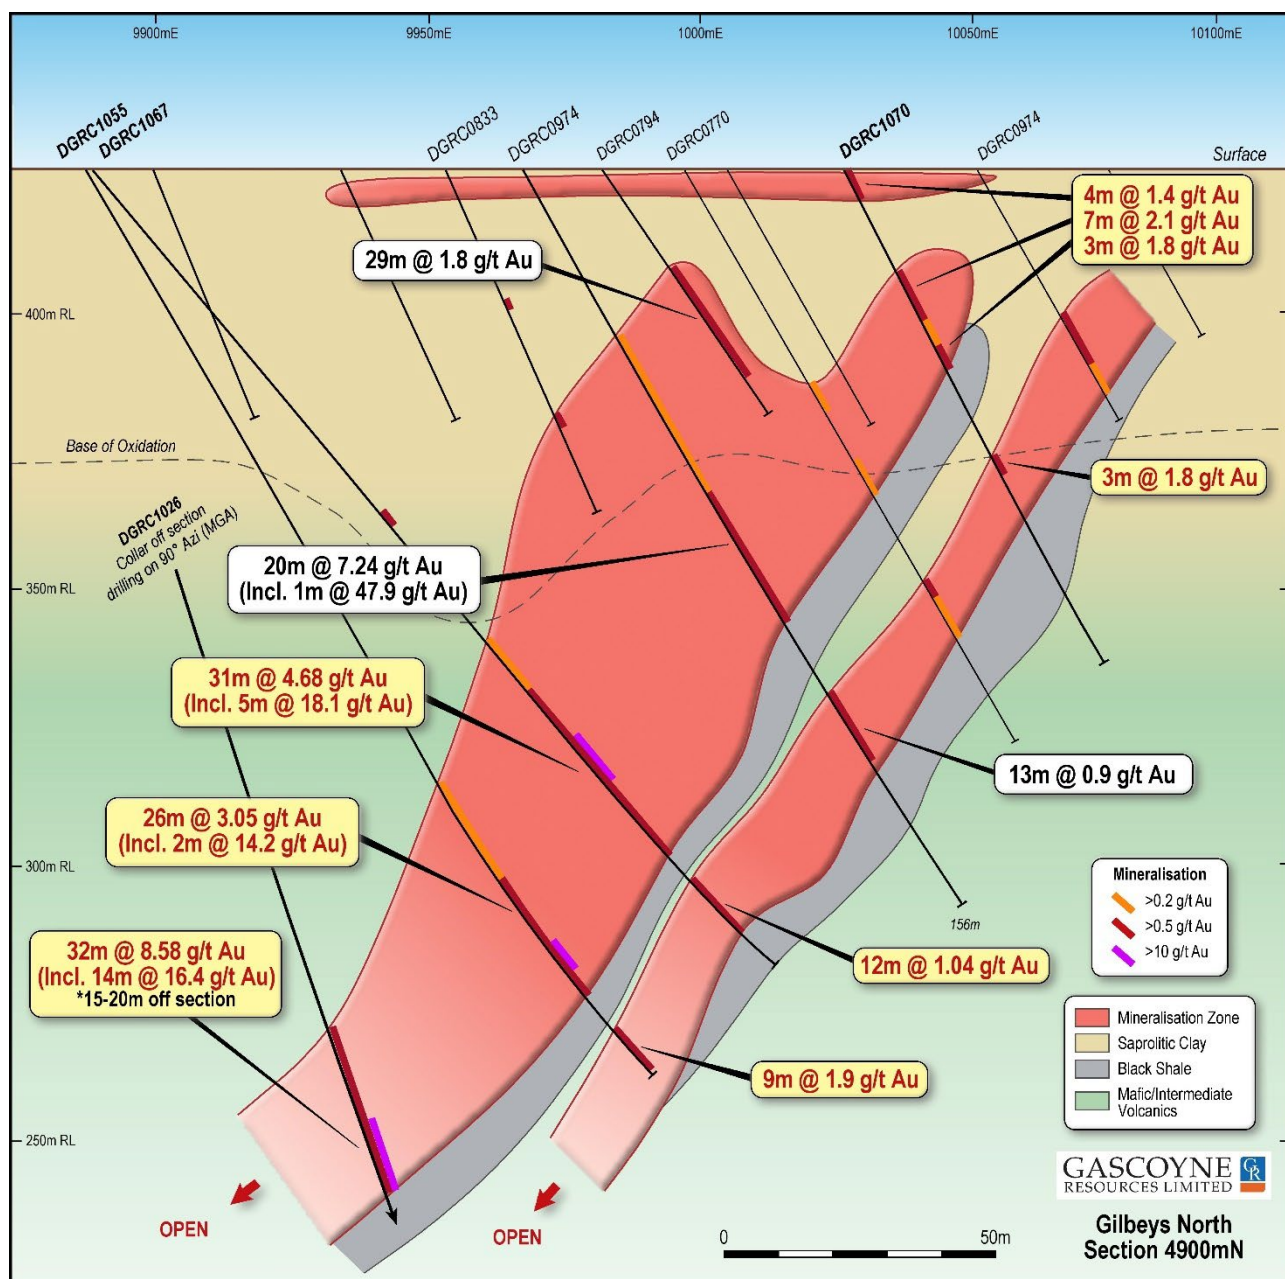 9900mE
9950mE
1000mE
10050mE
10100mE
DGRC1055
DGRC1067
DGRC0833
DGRC0974
DGRC0794
DGRC0770
DGRC1070
DGRC0974
Surface
4m @ 1.4 g/t Au
7m @ 2.1 g/t Au
3m @ 1.8 g/t Au
29m @ 1.8 g/t Au
400m RL
Base of Oxidation
3m @ 1.8 g/t Au
DGRC1026
Collar off section
drilling on 90° Azi (MGA)
20m @ 7.24 g/t Au
(Incl. 1m @ 47.9 g/t Au)
350m RL
31m @ 4.68 g/t Au
(Incl. 5m @ 18.1 g/t Au)
13m @ 0.9 g/t Au
26m @ 3.05 g/t Au
(Incl. 2m @ 14.2 g/t Au)
300m RL
Mineralisation
>0.2 g/t Au
>0.5 g/t Au
>10 g/t Au
156m
32m @ 8.58 g/t Au
(Incl. 14m @ 16.4 g/t Au)
*15-20m off section
12m @ 1.04 g/t Au
Mineralisation Zone
Saprolitic Clay
Black Shale
Mafic/Intermediate
Volcanics
9m @ 1.9 g/t Au
250m RL
GASCOYNE
RESOURCES LIMITED
GR
OPEN
OPEN
0
50m
Gilbeys North
Section 4900mN